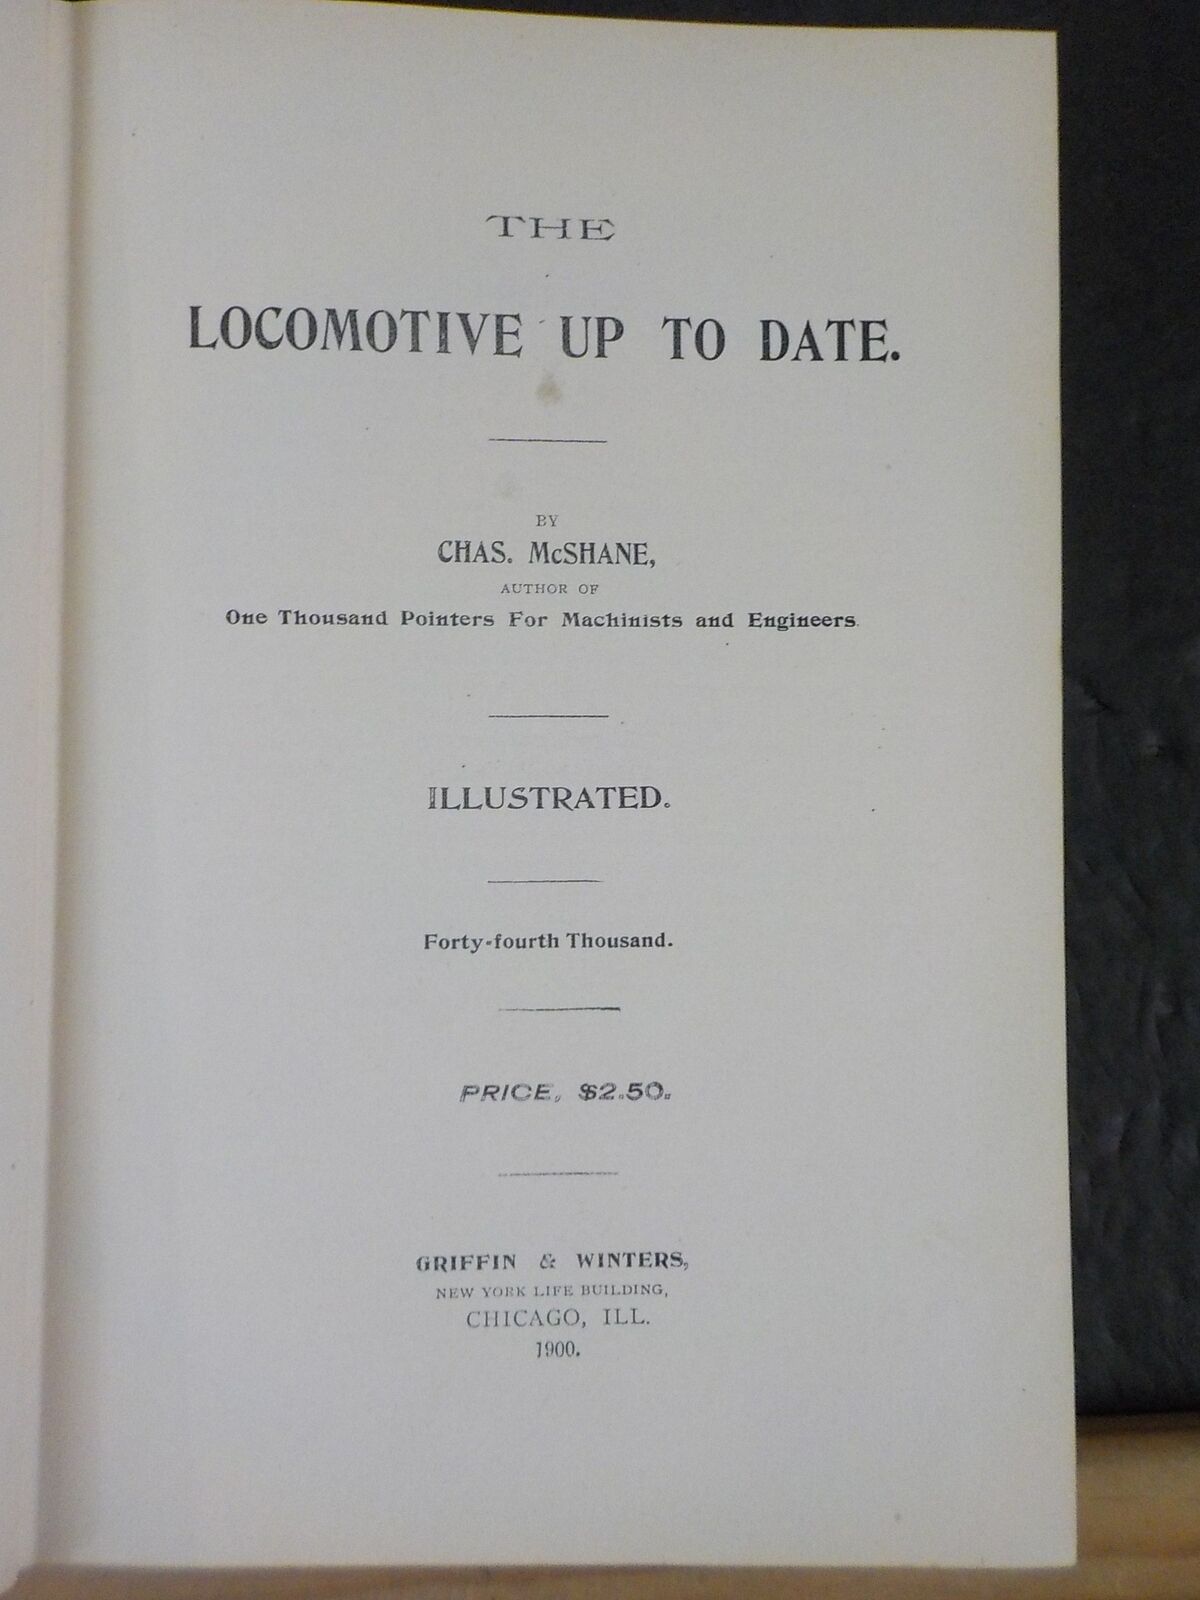 THE
LOCOMOTIVE UP TO DATE.
BY
CHAS. McSHANE,
AUTHOR OF
One Thousand Pointers For Machinists and Engineers.
ILLUSTRATED.
Forty-fourth Thousand.
PRICE, $2.50.
GRIFFIN & WINTERS,
NEW YORK LIFE BUILDING,
CHICAGO, ILL.
1900.